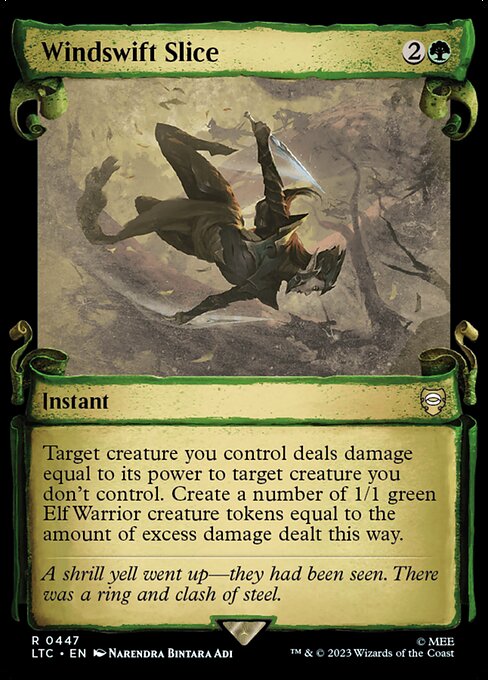 Windswift Slice 2
Instant
Target creature you control deals damage
equal to its power to target creature you
don't control. Create a number of 1/1 green
Elf Warrior creature tokens equal to the
amount of excess damage dealt this way.
A shrill yell went up—they had been seen. There
was a ring and clash of steel.
R 0447 © MEE
LTC • EN Narendra Bintara Adi ™ & © 2023 Wizards of the Coast